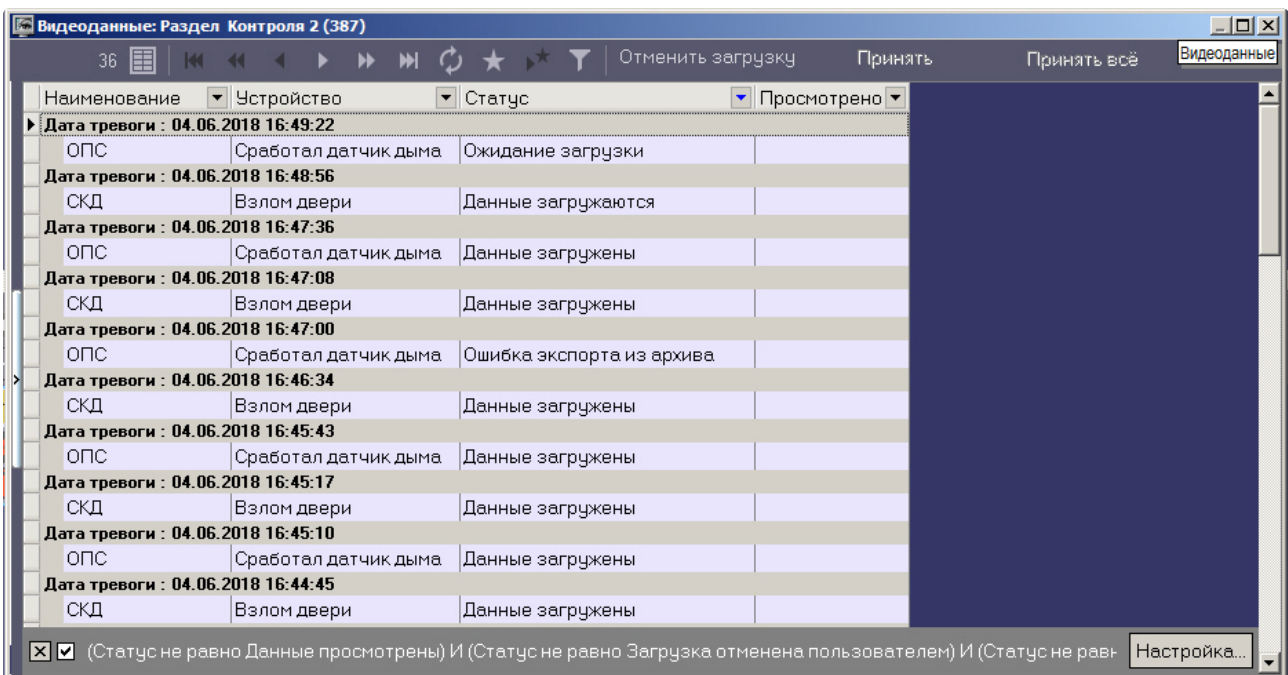 Видеоданные: Раздел Контроля 2 (387)
36 Отменить загрузку Принять Принять всё Видеоданные
Наименование Устройство Статус Просмотрено
Дата тревоги : 04.06.2018 16:49:22
ОПС Сработал датчик дыма Ожидание загрузки
Дата тревоги : 04.06.2018 16:48:56
СКД Взлом двери Данные загружаются
Дата тревоги : 04.06.2018 16:47:36
ОПС Сработал датчик дыма Данные загружены
Дата тревоги : 04.06.2018 16:47:08
СКД Взлом двери Данные загружены
Дата тревоги : 04.06.2018 16:47:00
ОПС Сработал датчик дыма Ошибка экспорта из архива
Дата тревоги : 04.06.2018 16:46:34
СКД Взлом двери Данные загружены
Дата тревоги : 04.06.2018 16:45:43
ОПС Сработал датчик дыма Данные загружены
Дата тревоги : 04.06.2018 16:45:17
СКД Взлом двери Данные загружены
Дата тревоги : 04.06.2018 16:45:10
ОПС Сработал датчик дыма Данные загружены
Дата тревоги : 04.06.2018 16:44:45
СКД Взлом двери Данные загружены
(Статус не равно Данные просмотрены) И (Статус не равно Загрузка отменена пользователем) И (Статус не равн Настройка...